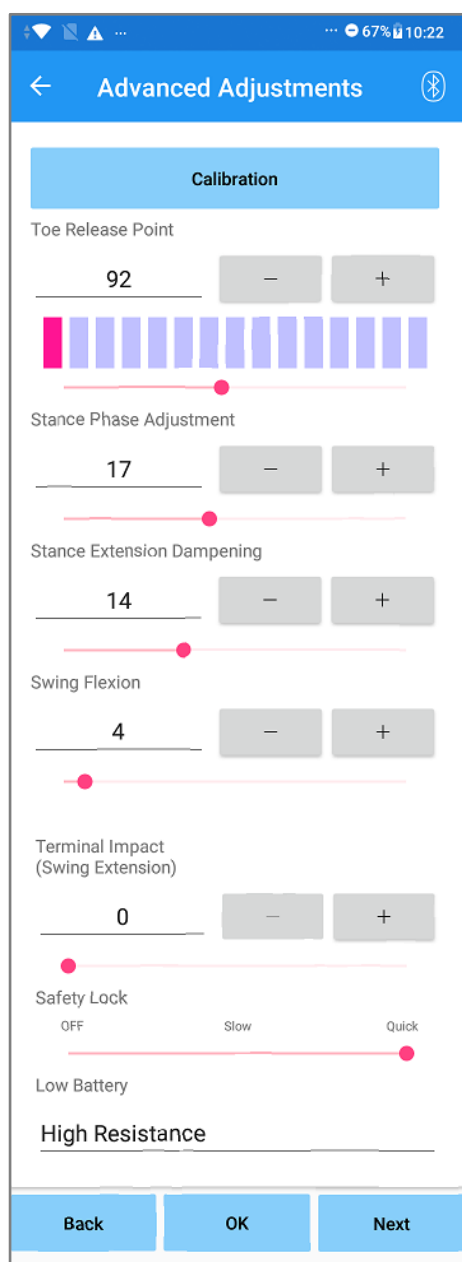 ... ... 67% 10:22
← Advanced Adjustments
Calibration
Toe Release Point
92 − +
Stance Phase Adjustment
17 − +
Stance Extension Dampening
14 − +
Swing Flexion
4 − +
Terminal Impact
(Swing Extension)
0 − +
Safety Lock
OFF Slow Quick
Low Battery
High Resistance
Back OK Next